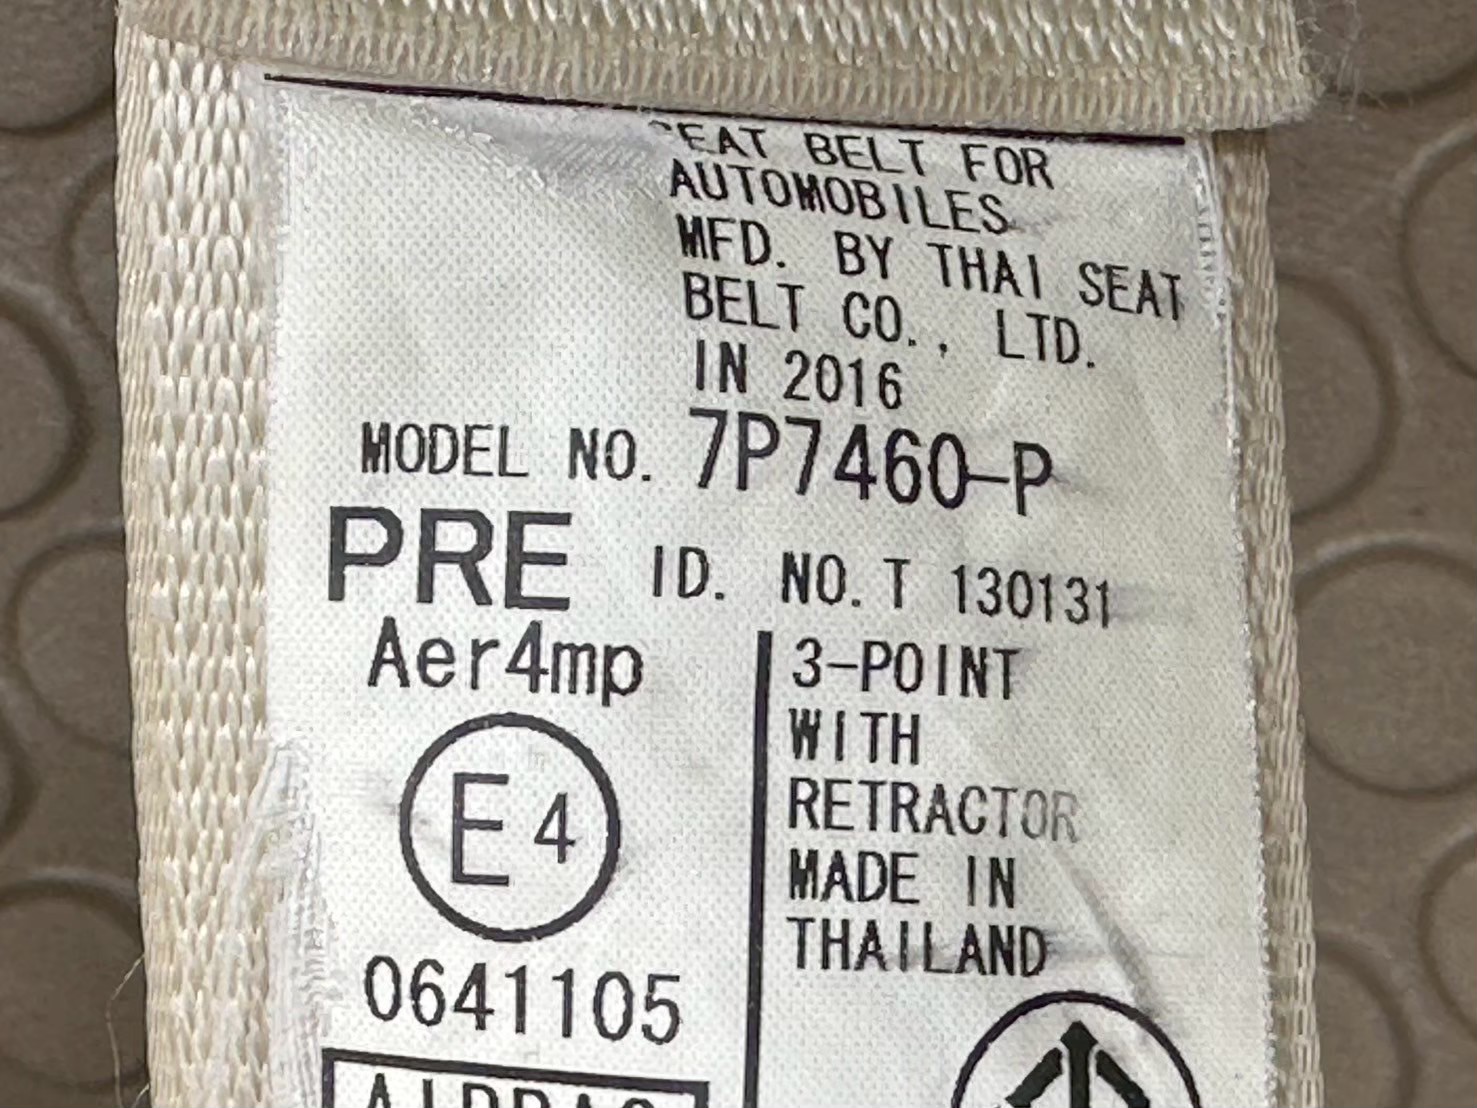 SEAT BELT FOR
AUTOMOBILES
MFD. BY THAI SEAT
BELT CO., LTD.
IN 2016
MODEL NO. 7P7460-P
PRE ID. NO. T 130131
Aer4mp
E4
0641105
3-POINT
WITH
RETRACTOR
MADE IN
THAILAND